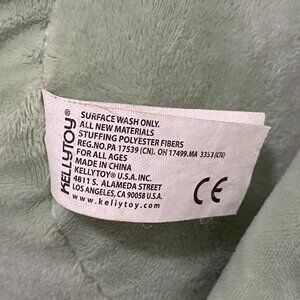 KELLYTOY®
SURFACE WASH ONLY.
ALL NEW MATERIALS
STUFFING POLYESTER FIBERS
REG.NO.PA 17539 (CN). OH 17499.MA 3353 (CN)
FOR ALL AGES
MADE IN CHINA
KELLYTOY® U.S.A. INC.
4811 S. ALAMEDA STREET
LOS ANGELES, CA 90058 U.S.A.
www.kellytoy.com
CE